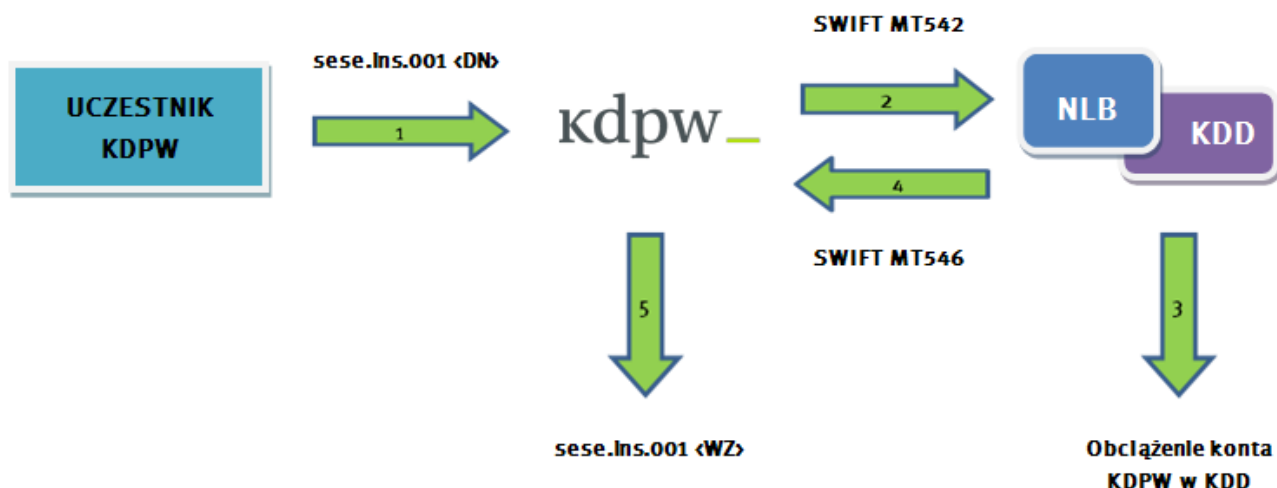 SWIFT MT542
sese.ins.001 <DN>
UCZESTNIK
KDPW
1
kdpw_
2
NLB
KDD
4
SWIFT MT546
5
3
sese.ins.001 <WZ>
Obciążenie konta
KDPW w KDD